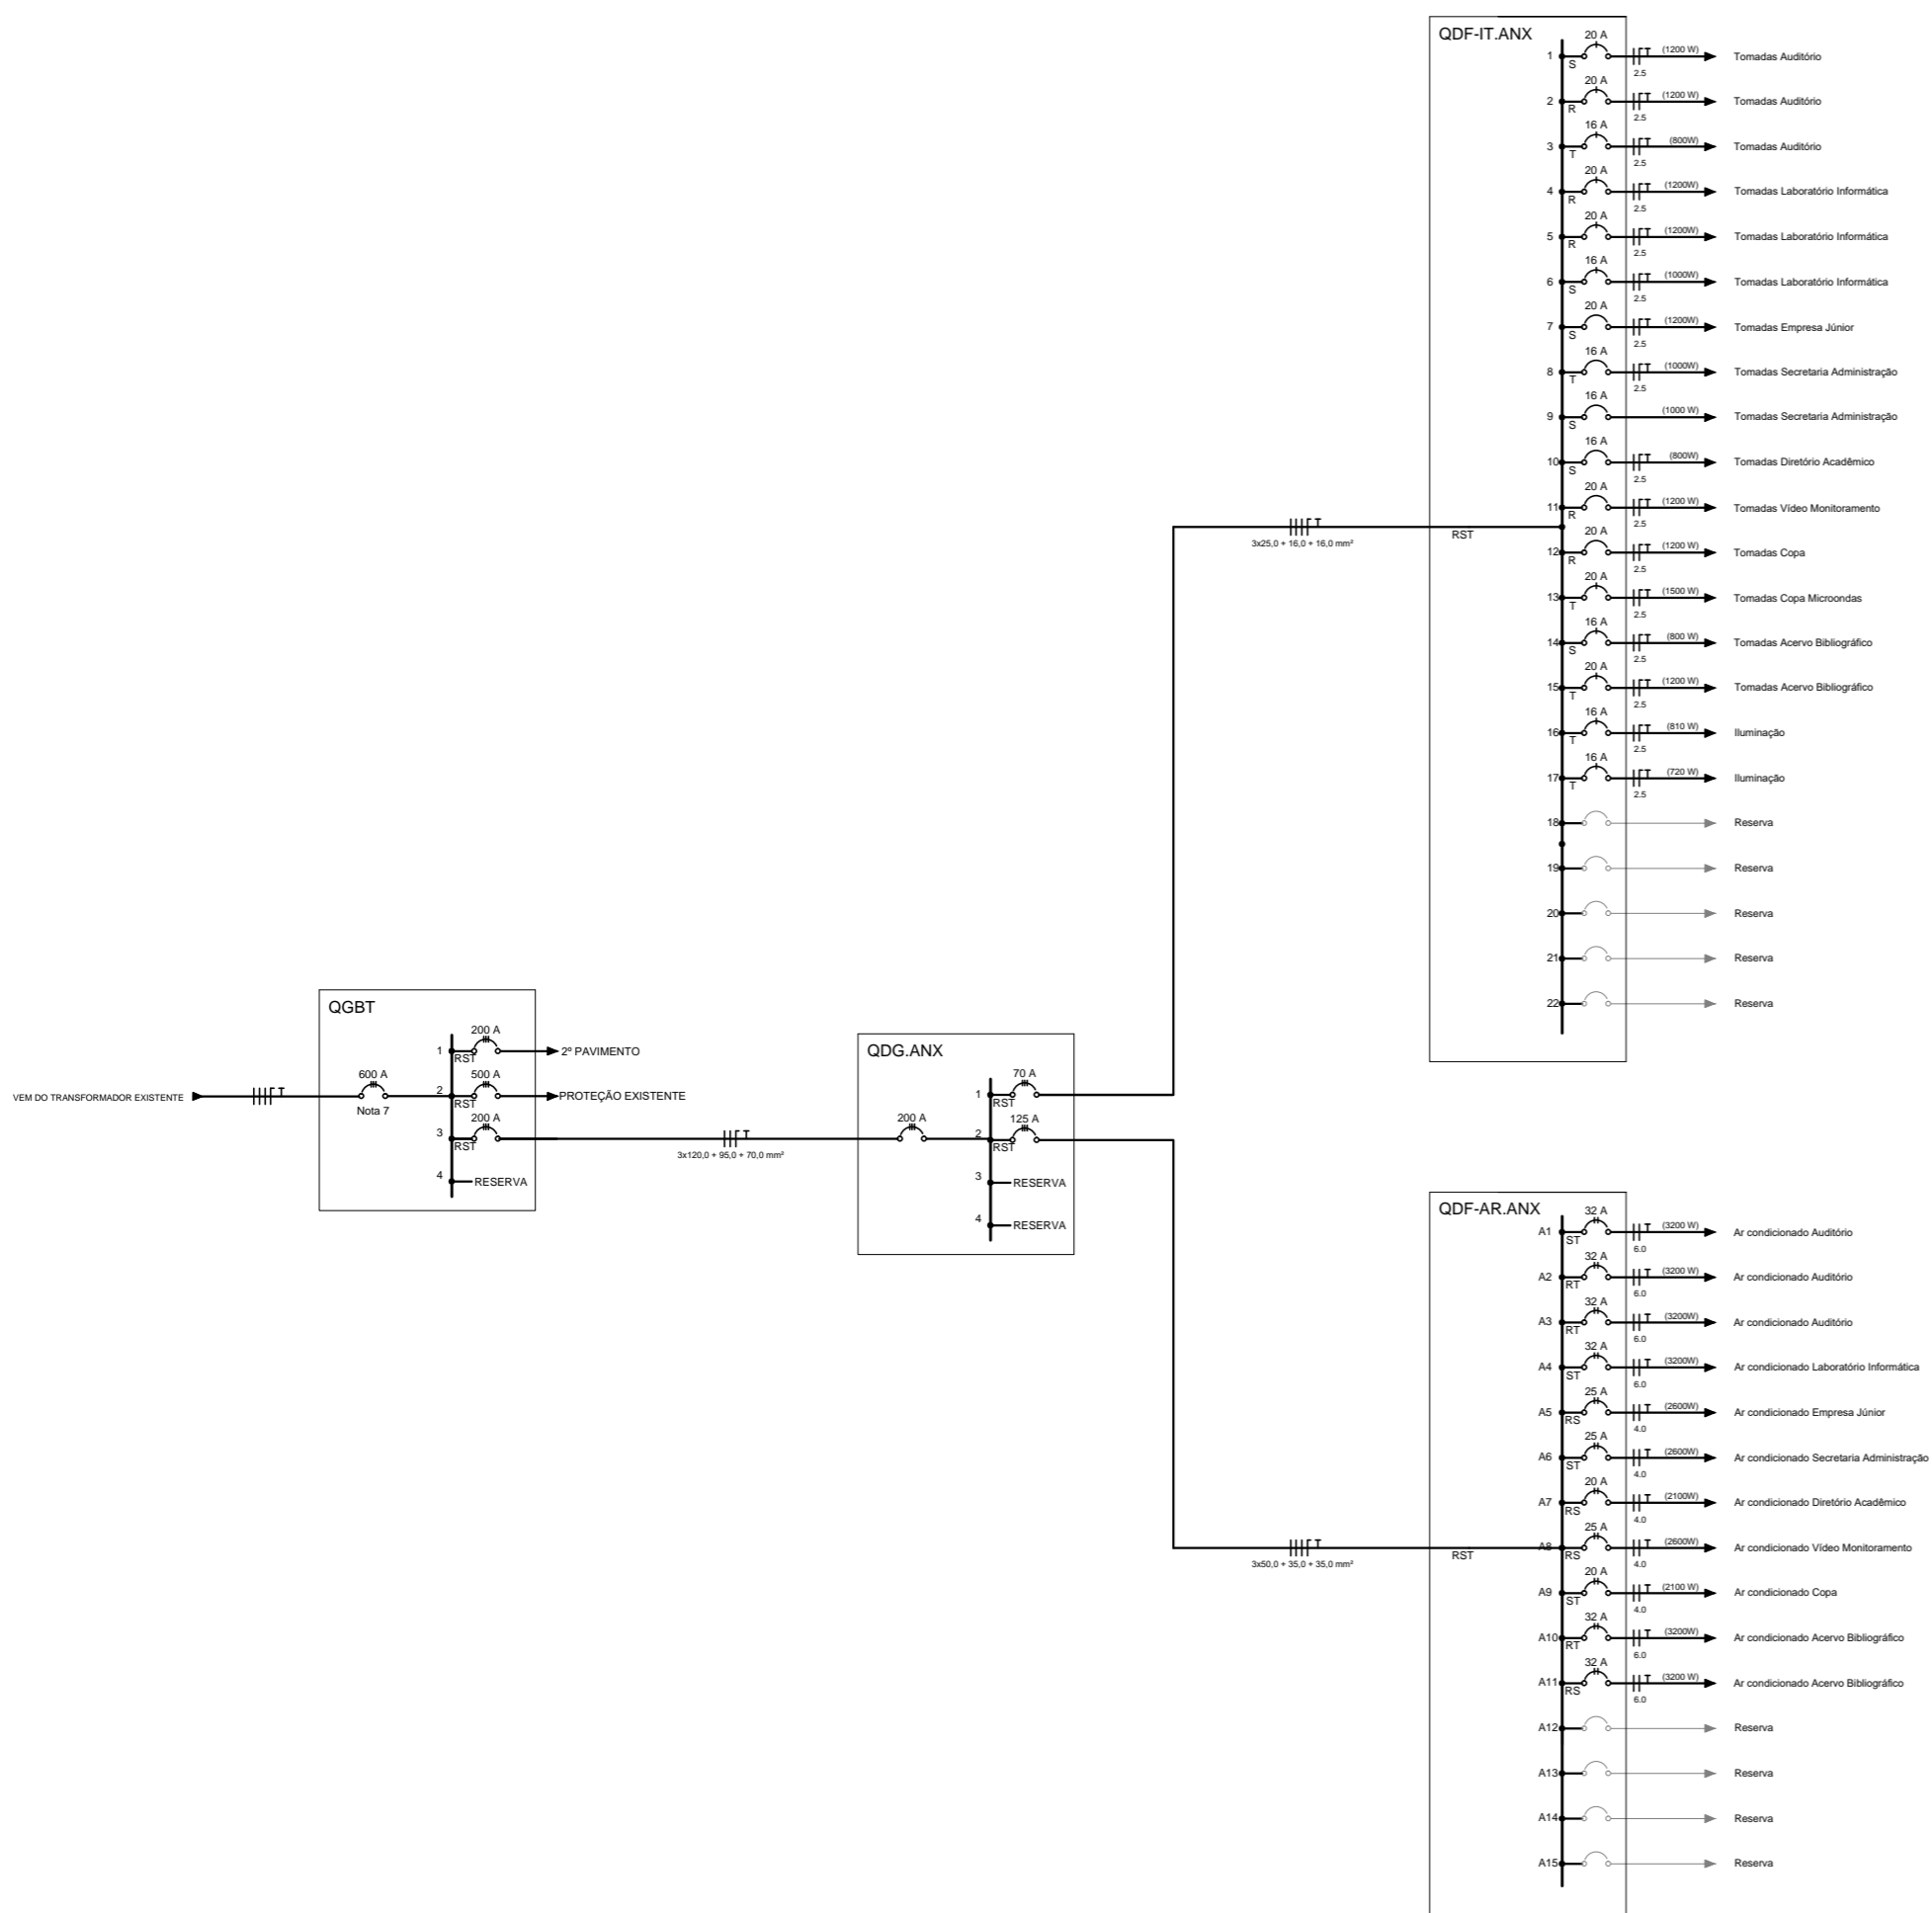 QDF-IT.ANX
1 S 20 A (1200 W) 2.5 Tomadas Auditório
2 R 20 A (1200 W) 2.5 Tomadas Auditório
3 T 16 A (800W) 2.5 Tomadas Auditório
4 R 20 A (1200W) 2.5 Tomadas Laboratório Informática
5 R 20 A (1200W) 2.5 Tomadas Laboratório Informática
6 S 16 A (1000W) 2.5 Tomadas Laboratório Informática
7 S 20 A (1200W) 2.5 Tomadas Empresa Júnior
8 T 16 A (1000W) 2.5 Tomadas Secretaria Administração
9 S 16 A (1000 W) Tomadas Secretaria Administração
10 S 16 A (800W) 2.5 Tomadas Diretório Acadêmico
11 R 20 A (1200 W) 2.5 Tomadas Vídeo Monitoramento
3x25,0 + 16,0 + 16,0 mm² RST
12 R 20 A (1200 W) 2.5 Tomadas Copa
13 T 20 A (1500 W) 2.5 Tomadas Copa Microondas
14 S 16 A (800 W) 2.5 Tomadas Acervo Bibliográfico
15 T 20 A (1200 W) 2.5 Tomadas Acervo Bibliográfico
16 T 16 A (810 W) 2.5 Iluminação
17 T 16 A (720 W) 2.5 Iluminação
18 Reserva
19 Reserva
20 Reserva
21 Reserva
22 Reserva
QGBT
VEM DO TRANSFORMADOR EXISTENTE T
600 A
Nota 7
1 RST 200 A 2º PAVIMENTO
2 RST 500 A PROTEÇÃO EXISTENTE
3 RST 200 A
4 RESERVA
3x120,0 + 95,0 + 70,0 mm²
QDG.ANX
200 A
1 RST 70 A
2 RST 125 A
3 RESERVA
4 RESERVA
QDF-AR.ANX
A1 ST 32 A (3200 W) 6.0 Ar condicionado Auditório
A2 RT 32 A (3200 W) 6.0 Ar condicionado Auditório
A3 RT 32 A (3200W) 6.0 Ar condicionado Auditório
A4 ST 32 A (3200W) 6.0 Ar condicionado Laboratório Informática
A5 RS 25 A (2600W) 4.0 Ar condicionado Empresa Júnior
A6 ST 25 A (2600W) 4.0 Ar condicionado Secretaria Administração
A7 RS 20 A (2100W) 4.0 Ar condicionado Diretório Acadêmico
3x50,0 + 35,0 + 35,0 mm² RST
A8 RS 25 A (2600W) 4.0 Ar condicionado Vídeo Monitoramento
A9 ST 20 A (2100 W) 4.0 Ar condicionado Copa
A10 RT 32 A (3200W) 6.0 Ar condicionado Acervo Bibliográfico
A11 RS 32 A (3200 W) 6.0 Ar condicionado Acervo Bibliográfico
A12 Reserva
A13 Reserva
A14 Reserva
A15 Reserva